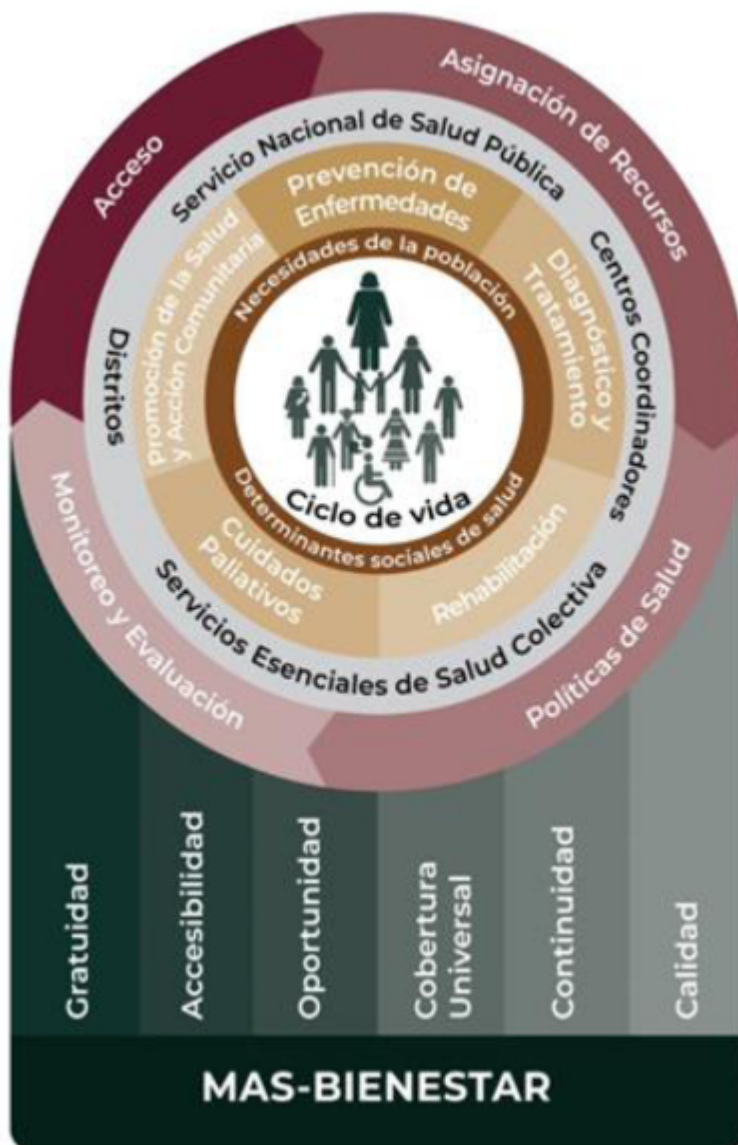 Acceso
Asignación de Recursos
Políticas de Salud
Monitoreo y Evaluación
Servicio Nacional de Salud Pública
Centros Coordinadores
Servicios Esenciales de Salud Colectiva
Distritos
Prevención de
Enfermedades
Diagnóstico y
Tratamiento
Rehabilitación
Cuidados
Paliativos
Promoción de la Salud
y Acción Comunitaria
Necesidades de la población
Determinantes sociales de salud
Ciclo de vida
Gratuidad
Accesibilidad
Oportunidad
Cobertura
Universal
Continuidad
Calidad
MAS-BIENESTAR